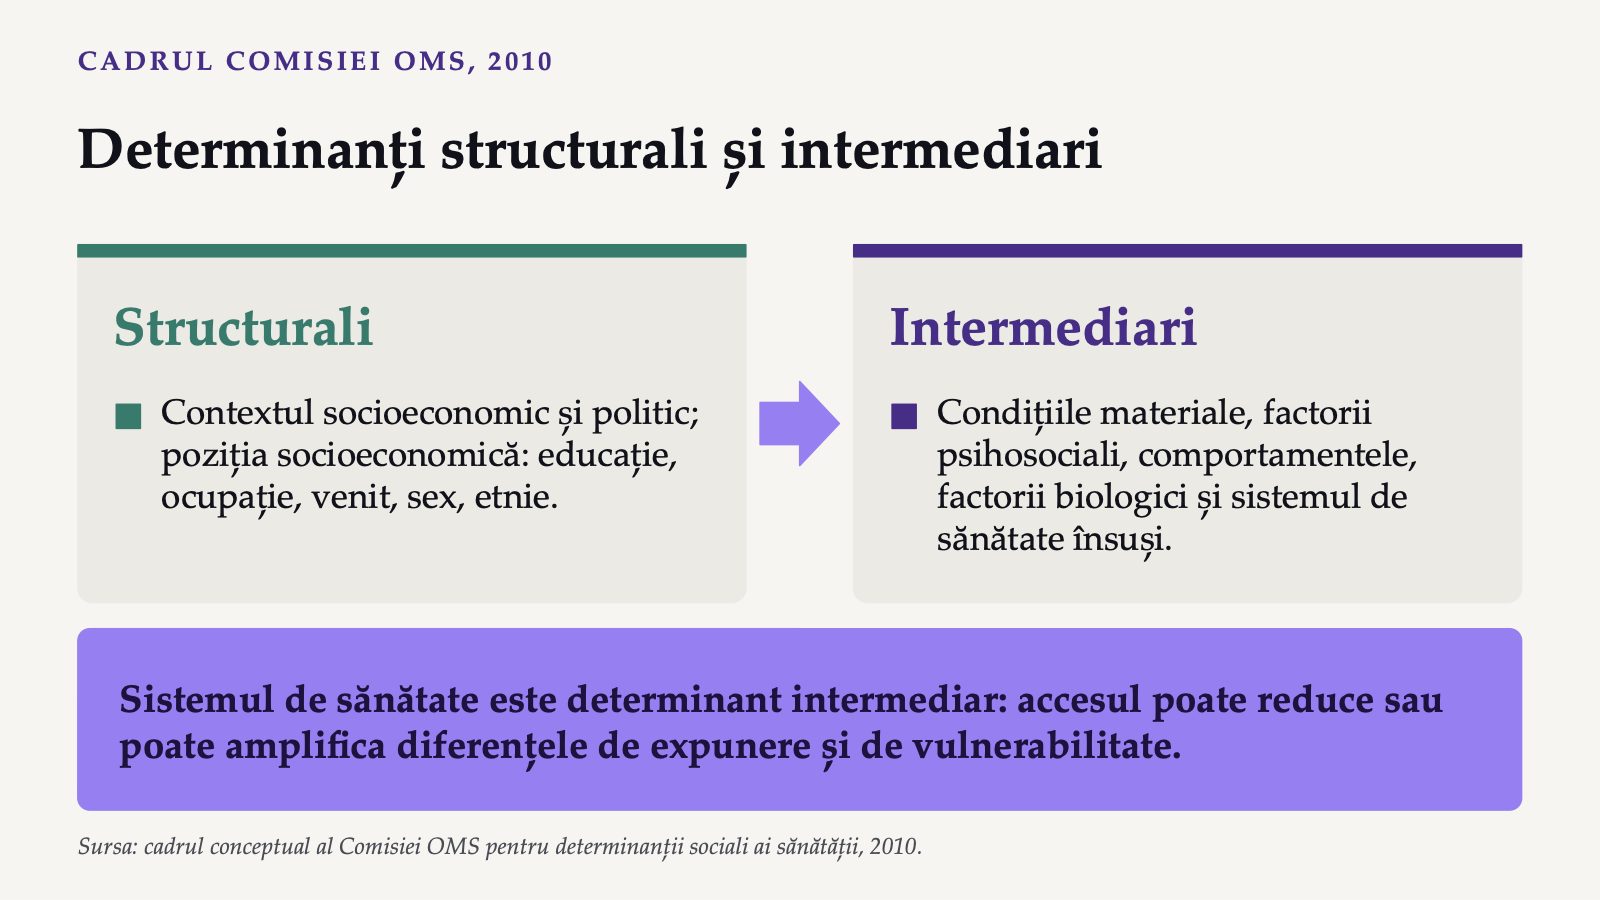 CADRUL COMISIEI OMS, 2010
Determinanți structurali și intermediari
Structurali
Contextul socioeconomic și politic;
poziția socioeconomică: educație,
ocupație, venit, sex, etnie.
Intermediari
Condițiile materiale, factorii
psihosociali, comportamentele,
factorii biologici și sistemul de
sănătate însuși.
Sistemul de sănătate este determinant intermediar: accesul poate reduce sau
poate amplifica diferențele de expunere și de vulnerabilitate.
Sursa: cadrul conceptual al Comisiei OMS pentru determinanții sociali ai sănătății, 2010.